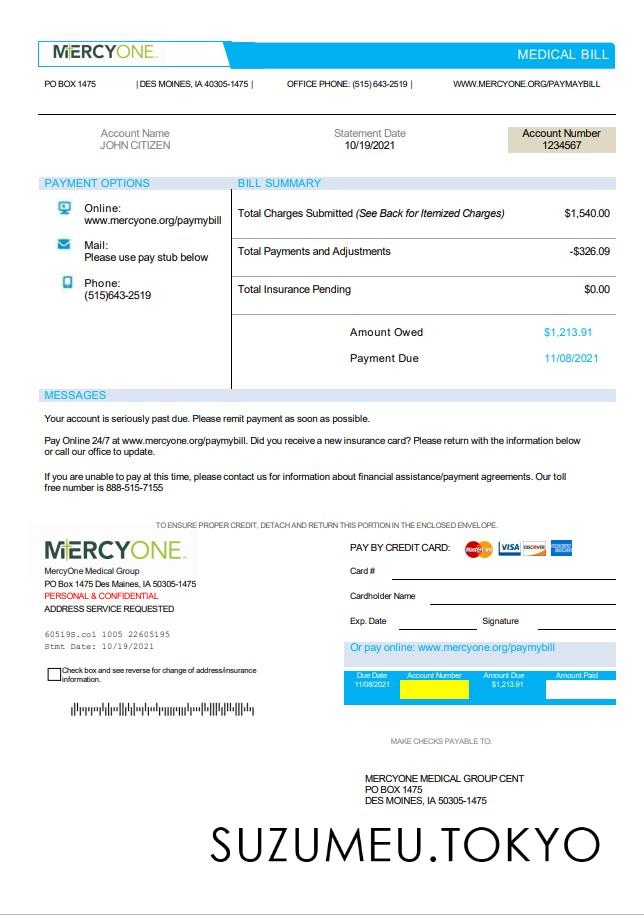 MERCYONE
MEDICAL BILL
PO BOX 1475 | DES MOINES, IA 40305-1475 | OFFICE PHONE: (515) 643-2519 | WWW.MERCYONE.ORG/PAYMAYBILL
Account Name Statement Date Account Number
JOHN CITIZEN 10/19/2021 1234567
PAYMENT OPTIONS
Online:
www.mercyone.org/paymybill
Mail:
Please use pay stub below
Phone:
(515)643-2519
BILL SUMMARY
Total Charges Submitted (See Back for Itemized Charges) $1,540.00
Total Payments and Adjustments -$326.09
Total Insurance Pending $0.00
Amount Owed $1,213.91
Payment Due 11/08/2021
MESSAGES
Your account is seriously past due. Please remit payment as soon as possible.
Pay Online 24/7 at www.mercyone.org/paymybill. Did you receive a new insurance card? Please return with the information below
or call our office to update.
If you are unable to pay at this time, please contact us for information about financial assistance/payment agreements. Our toll
free number is 888-515-7155
TO ENSURE PROPER CREDIT, DETACH AND RETURN THIS PORTION IN THE ENCLOSED ENVELOPE.
MERCYONE
MercyOne Medical Group
PO Box 1475 Des Maines, IA 50305-1475
PERSONAL & CONFIDENTIAL
ADDRESS SERVICE REQUESTED
60519S.co1 1005 22605195
Stmt Date: 10/19/2021
Check box and see reverse for change of address/insurance
information.
PAY BY CREDIT CARD: MasterCard VISA DISCOVER
Card #
Cardholder Name
Exp. Date Signature
Or pay online: www.mercyone.org/paymybill
Due Date Account Number Amount Due Amount Paid
11/08/2021 $1,213.91
MAKE CHECKS PAYABLE TO:
MERCYONE MEDICAL GROUP CENT
PO BOX 1475
DES MOINES, IA 50305-1475
SUZUMEU.TOKYO